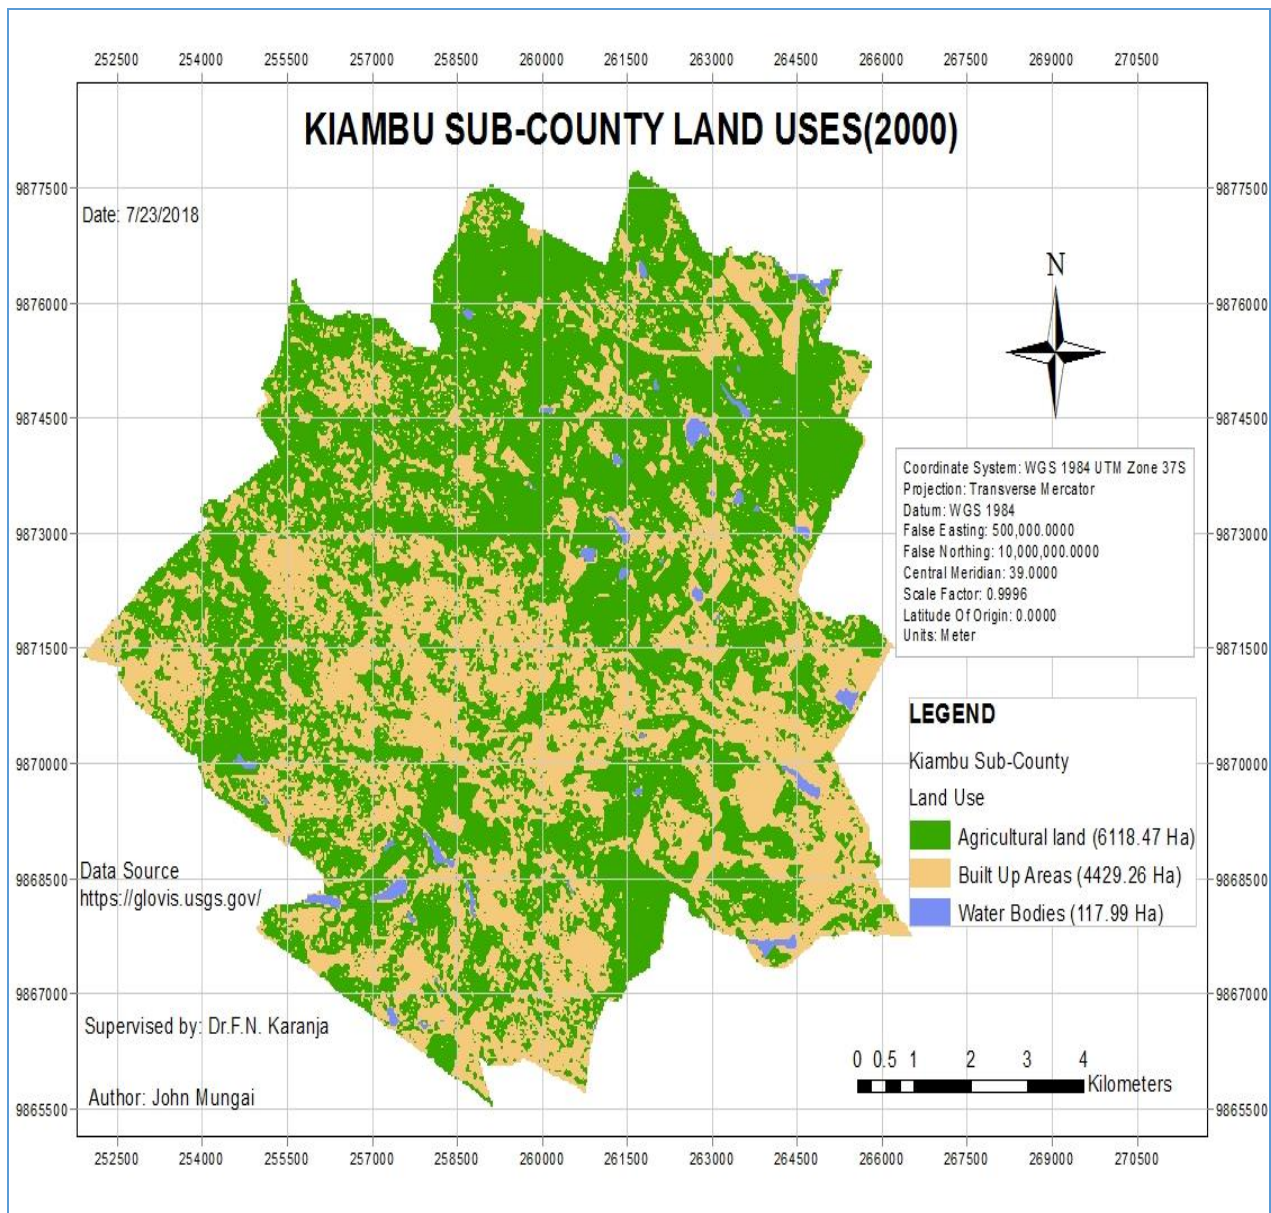 252500 254000 255500 257000 258500 260000 261500 263000 264500 266000 267500 269000 270500
KIAMBU SUB-COUNTY LAND USES(2000)
9877500 9877500
Date: 7/23/2018
N
9876000 9876000
9874500 9874500
Coordinate System: WGS 1984 UTM Zone 37S
Projection: Transverse Mercator
Datum: WGS 1984
False Easting: 500,000.0000
False Northing: 10,000,000.0000
Central Meridian: 39.0000
Scale Factor: 0.9996
Latitude Of Origin: 0.0000
Units: Meter
9873000 9873000
9871500 9871500
LEGEND
Kiambu Sub-County
Land Use
Agricultural land (6118.47 Ha)
Built Up Areas (4429.26 Ha)
Water Bodies (117.99 Ha)
9870000 9870000
Data Source
https://glovis.usgs.gov/
9868500 9868500
9867000 9867000
Supervised by: Dr.F.N. Karanja
0 0.5 1 2 3 4
Kilometers
Author: John Mungai
9865500 9865500
252500 254000 255500 257000 258500 260000 261500 263000 264500 266000 267500 269000 270500